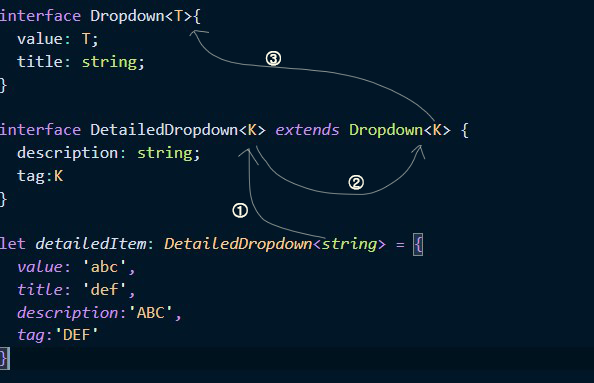 interface Dropdown<T>{
value: T;
title: string;
}
③
interface DetailedDropdown<K> extends Dropdown<K> {
description: string;
tag:K
}
②
①
let detailedItem: DetailedDropdown<string> = {
value: 'abc',
title: 'def',
description:'ABC',
tag:'DEF'
}